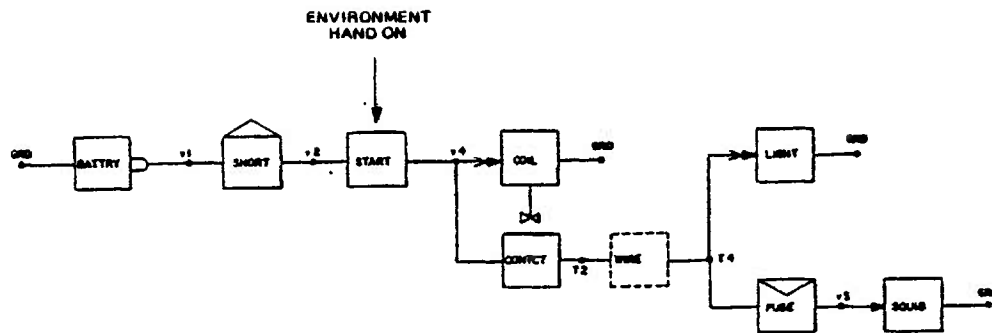 ENVIRONMENT
HAND ON
GRD
BATTRY
v1
SHORT
v2
START
v4
COIL
GRD
LIGHT
GRD
CONTCT
T2
WIRE
T4
FUSE
v5
SQUIB